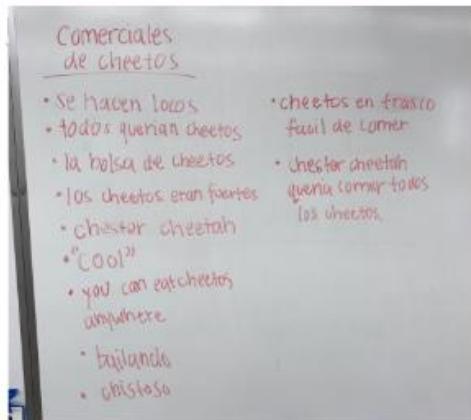 Comerciales
de cheetos
• se hacen locos
• todos querian cheetos
• la bolsa de cheetos
• los cheetos eran fuertes
• chester cheetah
• "cool"
• you can eat cheetos
anywhere
• bailando
• chistoso
• cheetos en frasco
facil de comer
• chester cheetah
queria comer todos
los cheetos